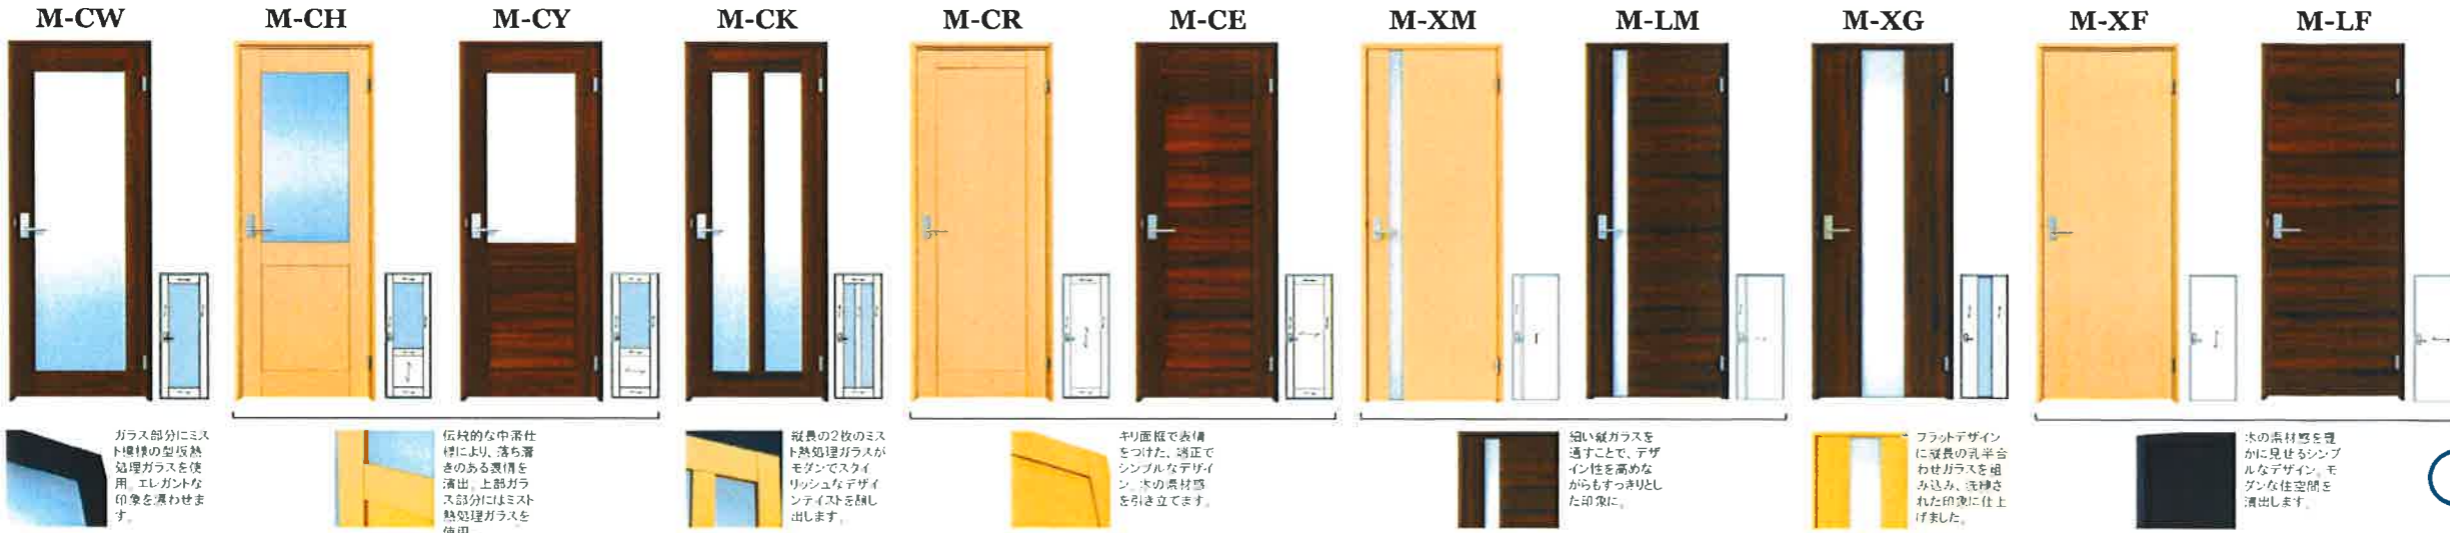 M-CW
M-CH
M-CY
M-CK
M-CR
M-CE
M-XM
M-LM
M-XG
M-XF
M-LF
ガラス部分にミス
ト模様の型板熱
処理ガラスを使
用。エレガントな
印象を漂わせま
す。
伝統的な中滞仕
様により、落ち着
きのある表情を
演出。上部ガラ
ス部分にはミスト
熱処理ガラスを
使用
縦長の2枚のミス
ト熱処理ガラスが
モダンでスタイ
リッシュなデザイ
ンテイストを醸し
出します。
キリ面框で表情
をつけた、端正で
シンプルなデザイ
ン。木の素材感
を引き立てます。
細い縦ガラスを
通すことで、デザ
イン性を高めな
がらもすっきりとし
た印象に。
フラットデザイン
に縦長の乳半合
わせガラスを組
み込み、洗練さ
れた印象に仕上
げました。
木の素材感を豊
かに見せるシンプ
ルなデザイン。モ
ダンな住空間を
演出します。